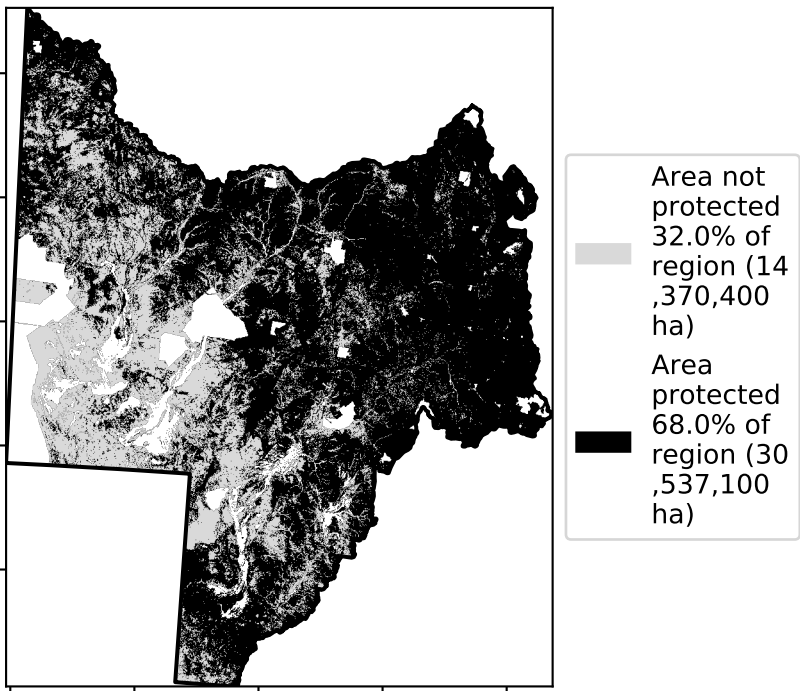 Area not
protected
32.0% of
region (14
,370,400
ha)
Area
protected
68.0% of
region (30
,537,100
ha)